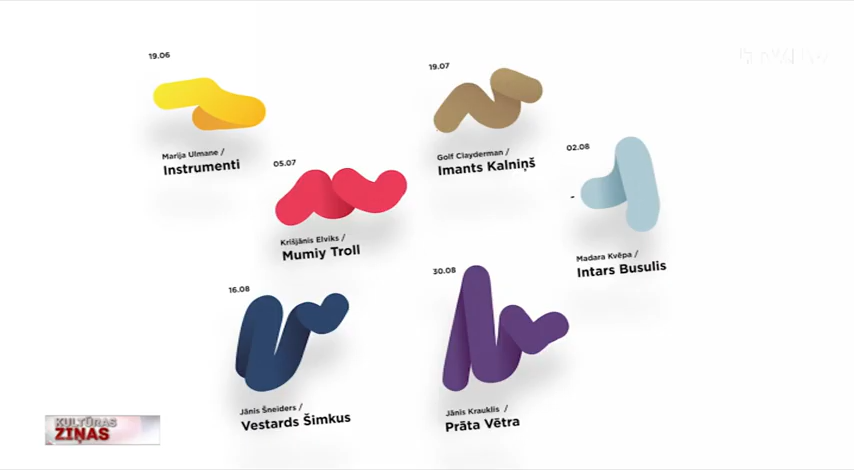 19.06
Marija Ulmane /
Instrumenti
19.07
Golf Clayderman /
Imants Kalniņš
05.07
Krišjānis Elviks /
Mumiy Troll
02.08
Madara Kvēpa /
Intars Busulis
16.08
Jānis Šneiders /
Vestards Šimkus
30.08
Jānis Krauklis /
Prāta Vētra
KULTŪRAS
ZIŅAS